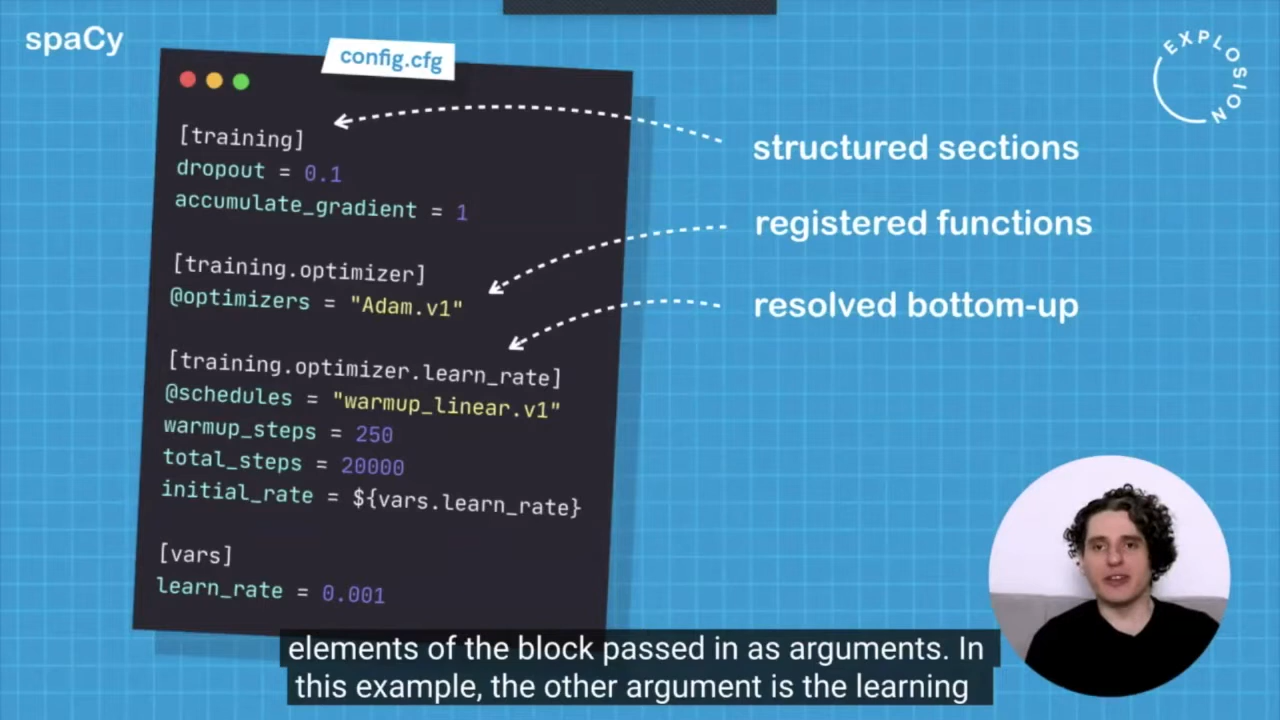 spaCy
EXPLOSION
config.cfg
[training]
dropout = 0.1
accumulate_gradient = 1
[training.optimizer]
@optimizers = "Adam.v1"
[training.optimizer.learn_rate]
@schedules = "warmup_linear.v1"
warmup_steps = 250
total_steps = 20000
initial_rate = ${vars.learn_rate}
[vars]
learn_rate = 0.001
structured sections
registered functions
resolved bottom-up
elements of the block passed in as arguments. In
this example, the other argument is the learning